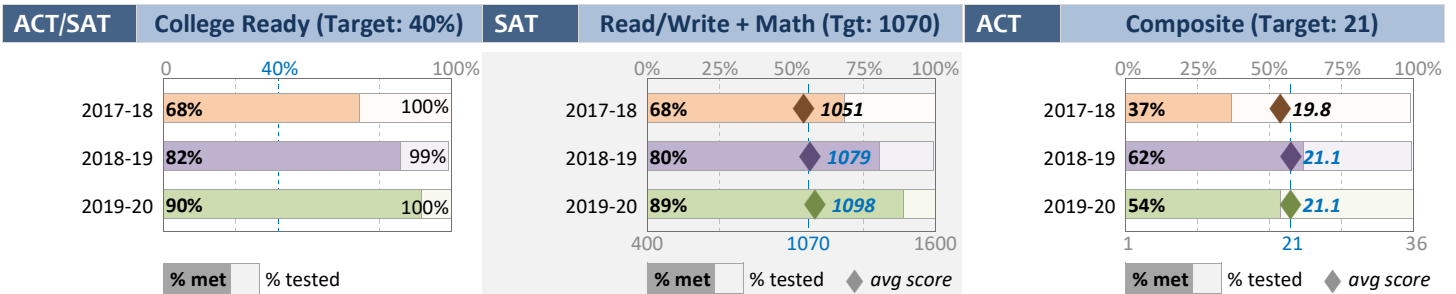 ACT/SAT College Ready (Target: 40%)
0 40% 100%
2017-18 68% 100%
2018-19 82% 99%
2019-20 90% 100%
% met % tested
SAT Read/Write + Math (Tgt: 1070)
0% 25% 50% 75% 100%
2017-18 68% 1051
2018-19 80% 1079
2019-20 89% 1098
400 1070 1600
% met % tested avg score
ACT Composite (Target: 21)
0% 25% 50% 75% 100%
2017-18 37% 19.8
2018-19 62% 21.1
2019-20 54% 21.1
1 21 36
% met % tested avg score